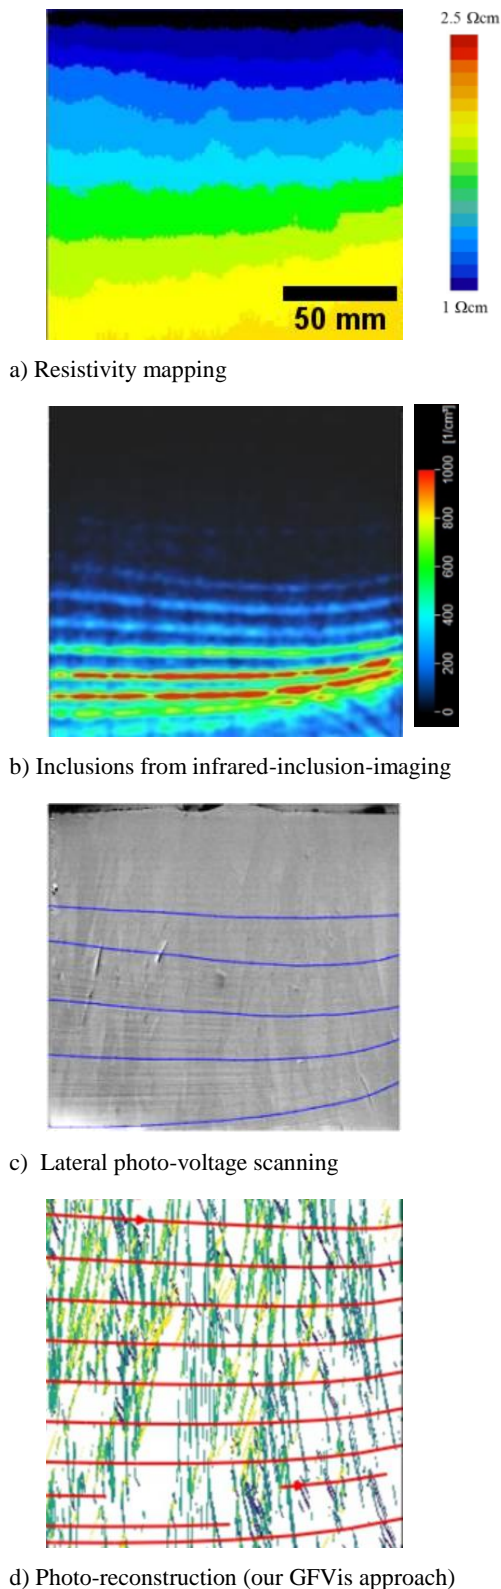 2.5 Ωcm
1 Ωcm
50 mm
a) Resistivity mapping
[1/cm³]
1000
800
600
400
200
0
b) Inclusions from infrared-inclusion-imaging
c) Lateral photo-voltage scanning
d) Photo-reconstruction (our GFVis approach)